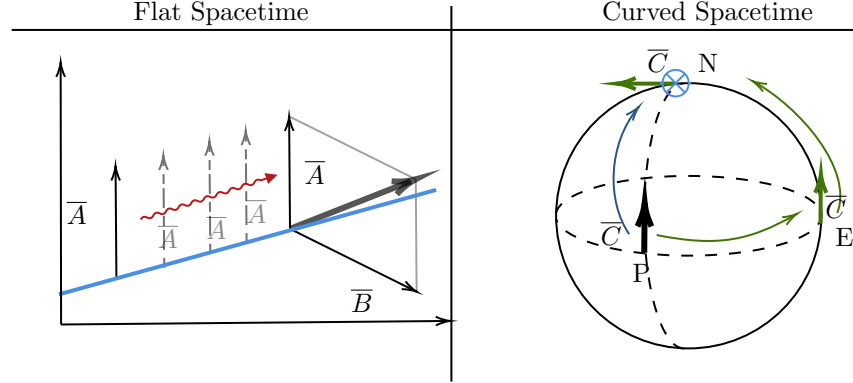 Flat Spacetime
Curved Spacetime
C̅
N
A̅
A̅
A̅
A̅
A̅
B̅
C̅
C̅
P
E